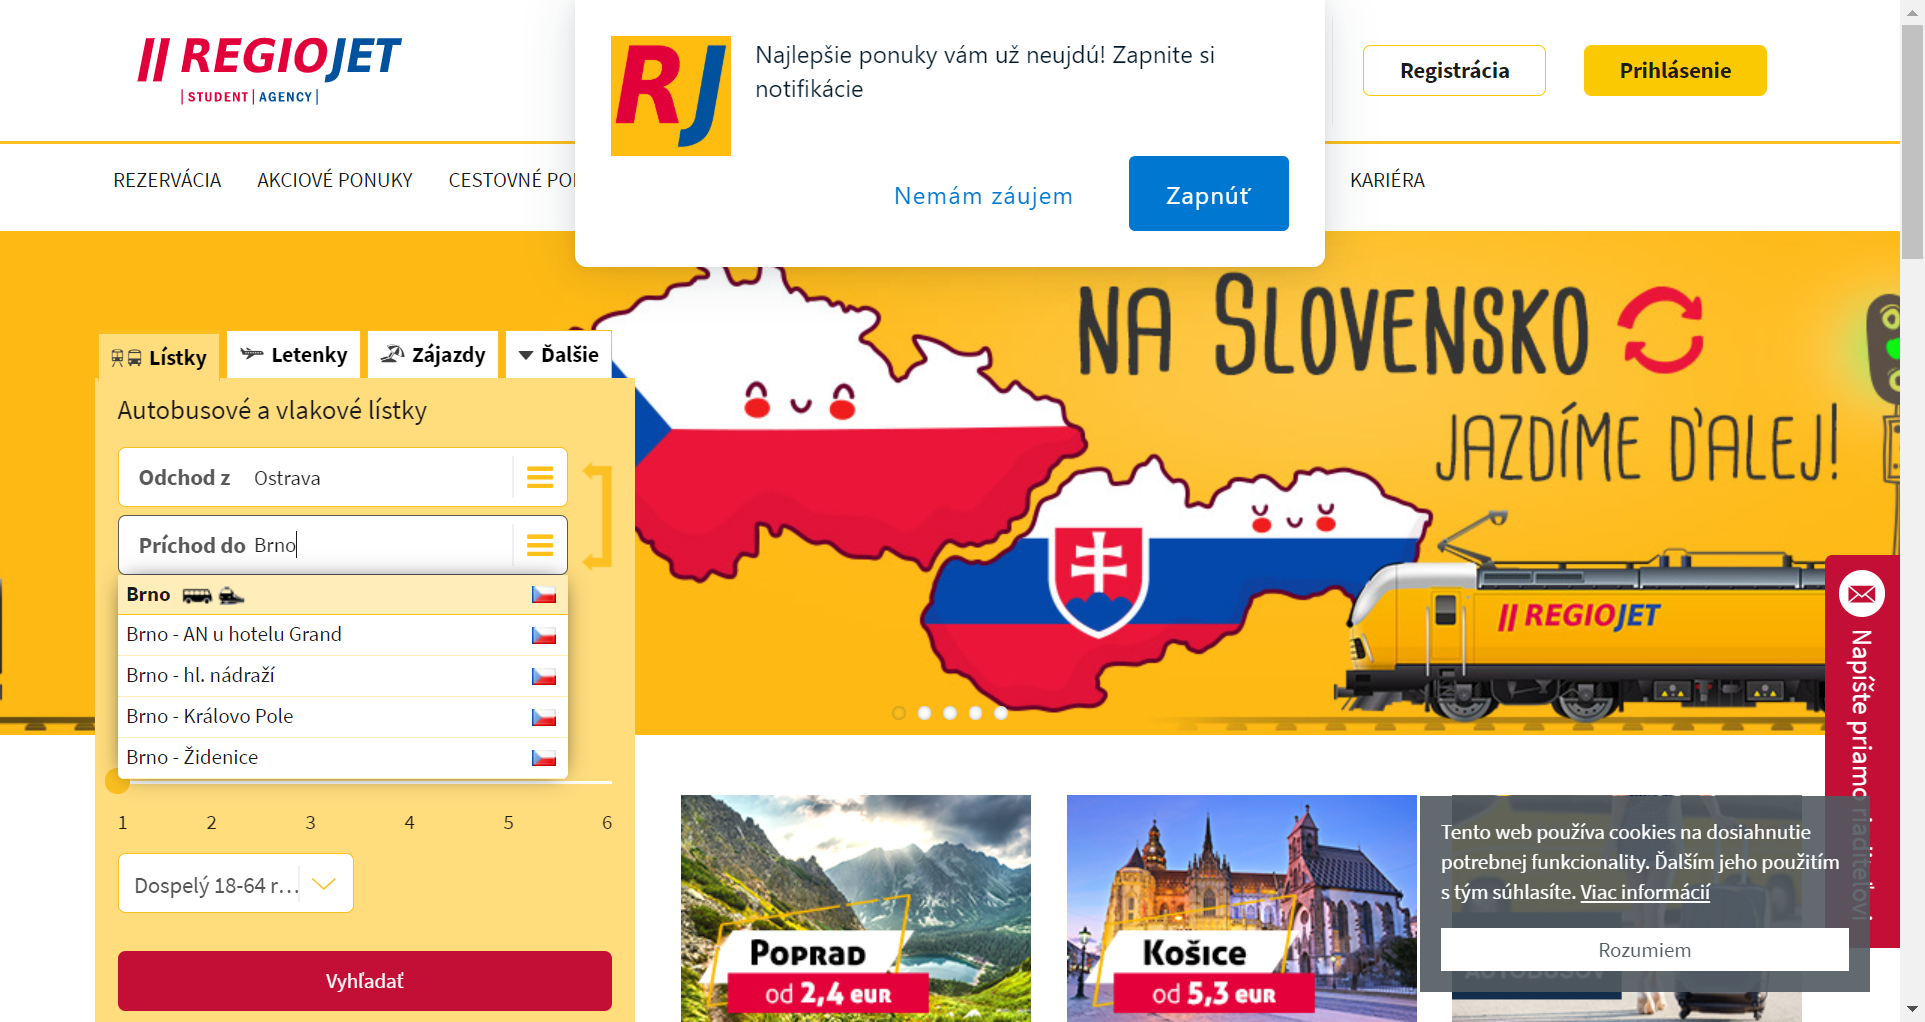 REGIOJET
STUDENT AGENCY
RJ
Najlepšie ponuky vám už neujdú! Zapnite si
notifikácie
Nemám záujem
Zapnúť
Registrácia
Prihlásenie
REZERVÁCIA
AKCIOVÉ PONUKY
CESTOVNÉ
KARIÉRA
NA SLOVENSKO
JAZDÍME ĎALEJ!
REGIOJET
Lístky
Letenky
Zájazdy
Ďalšie
Autobusové a vlakové lístky
Odchod z Ostrava
Príchod do Brno
Brno
Brno - AN u hotelu Grand
Brno - hl. nádraží
Brno - Královo Pole
Brno - Židenice
1 2 3 4 5 6
Dospelý 18-64 r...
Vyhľadať
POPRAD
od 2,4 EUR
Košice
od 5,3 EUR
Napíšte priamo riaditeľovi
Tento web používa cookies na dosiahnutie
potrebnej funkcionality. Ďalším jeho použitím
s tým súhlasíte. Viac informácií
Rozumiem